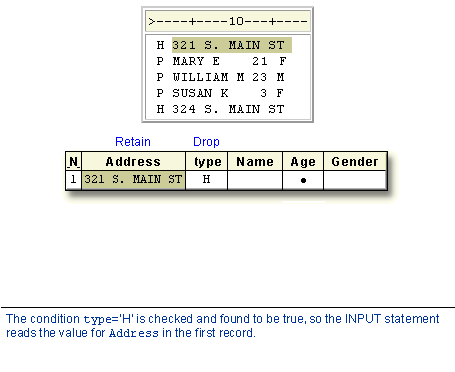 >----+----10---+----
H 321 S. MAIN ST
P MARY E    21 F
P WILLIAM M 23 M
P SUSAN K    3 F
H 324 S. MAIN ST
Retain Drop
_N_ Address type Name Age Gender
1 321 S. MAIN ST H •
The condition type='H' is checked and found to be true, so the INPUT statement
reads the value for Address in the first record.